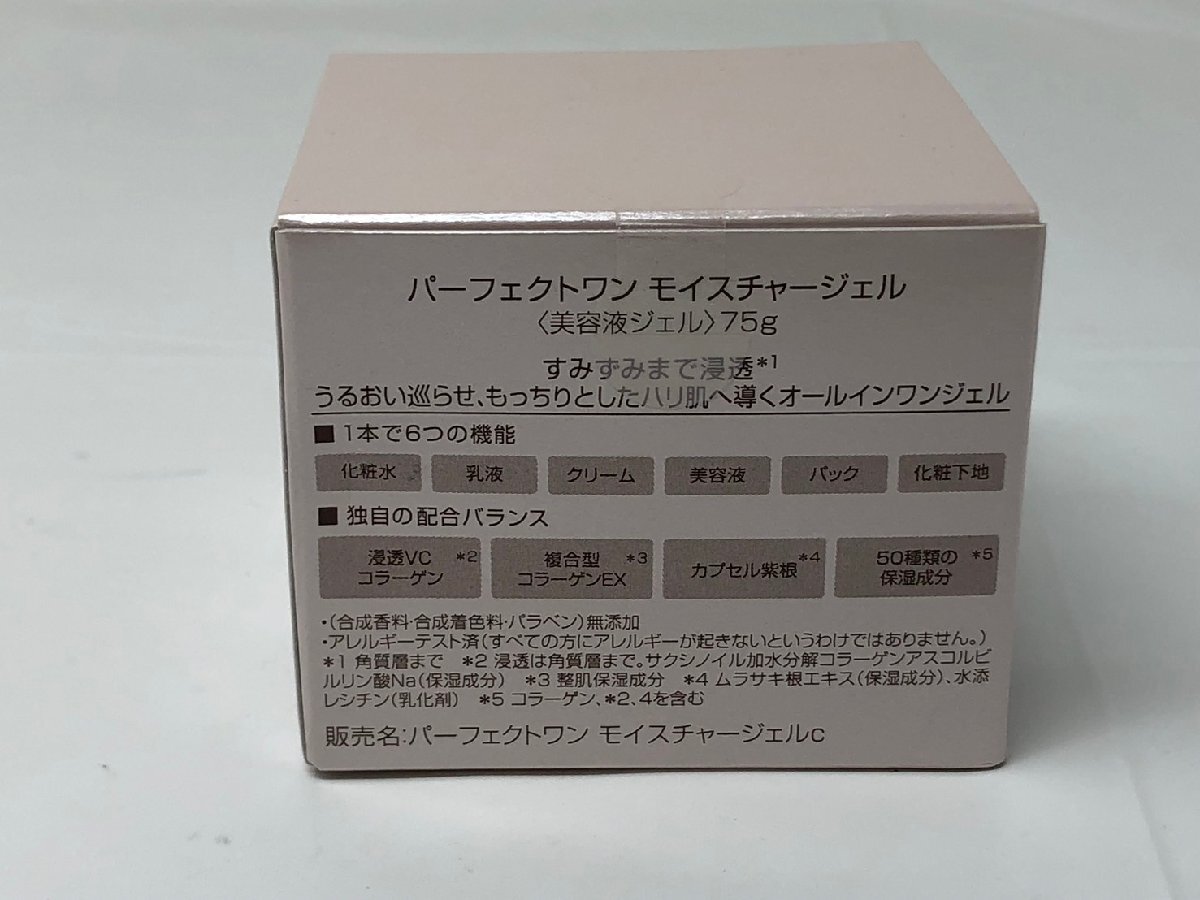 パーフェクトワン モイスチャージェル
〈美容液ジェル〉75g
すみずみまで浸透*1
うるおい巡らせ、もっちりとしたハリ肌へ導くオールインワンジェル
■ 1本で6つの機能
化粧水 乳液 クリーム 美容液 パック 化粧下地
■ 独自の配合バランス
浸透VC *2 複合型 *3 カプセル紫根 *4 50種類の *5
コラーゲン コラーゲンEX 保湿成分
・(合成香料・合成着色料・パラベン)無添加
・アレルギーテスト済(すべての方にアレルギーが起きないというわけではありません。)
*1 角質層まで *2 浸透は角質層まで。サクシノイル加水分解コラーゲンアスコルビ
ルリン酸Na(保湿成分) *3 整肌保湿成分 *4 ムラサキ根エキス(保湿成分)、水添
レシチン(乳化剤) *5 コラーゲン、*2、4を含む
販売名:パーフェクトワン モイスチャージェルc